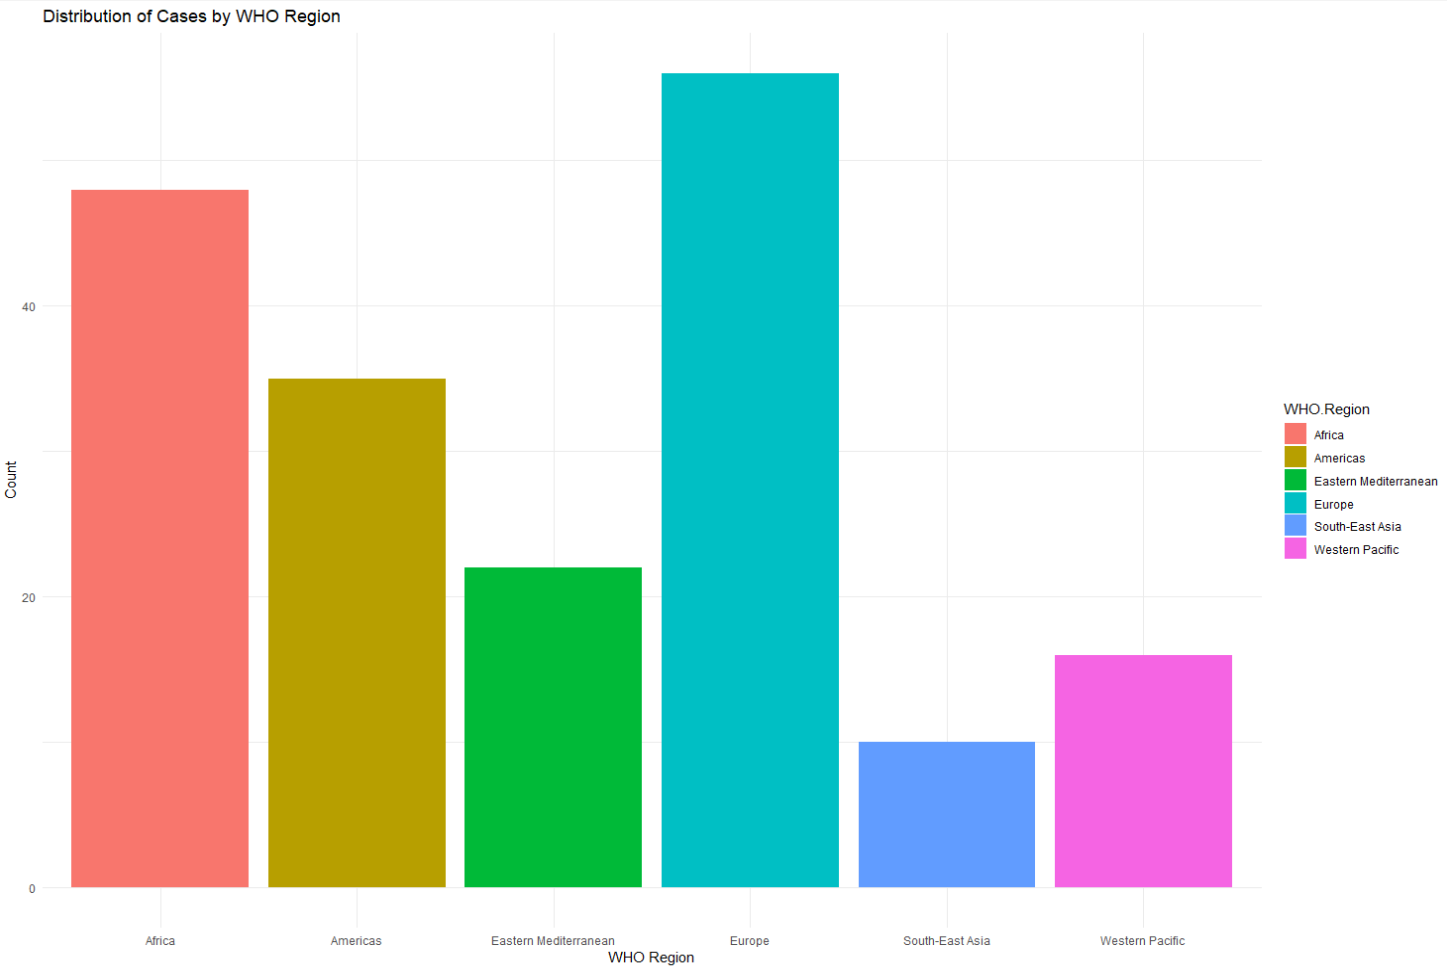 Distribution of Cases by WHO Region
Count
40
20
0
Africa
Americas
Eastern Mediterranean
Europe
South-East Asia
Western Pacific
WHO Region
WHO.Region
Africa
Americas
Eastern Mediterranean
Europe
South-East Asia
Western Pacific